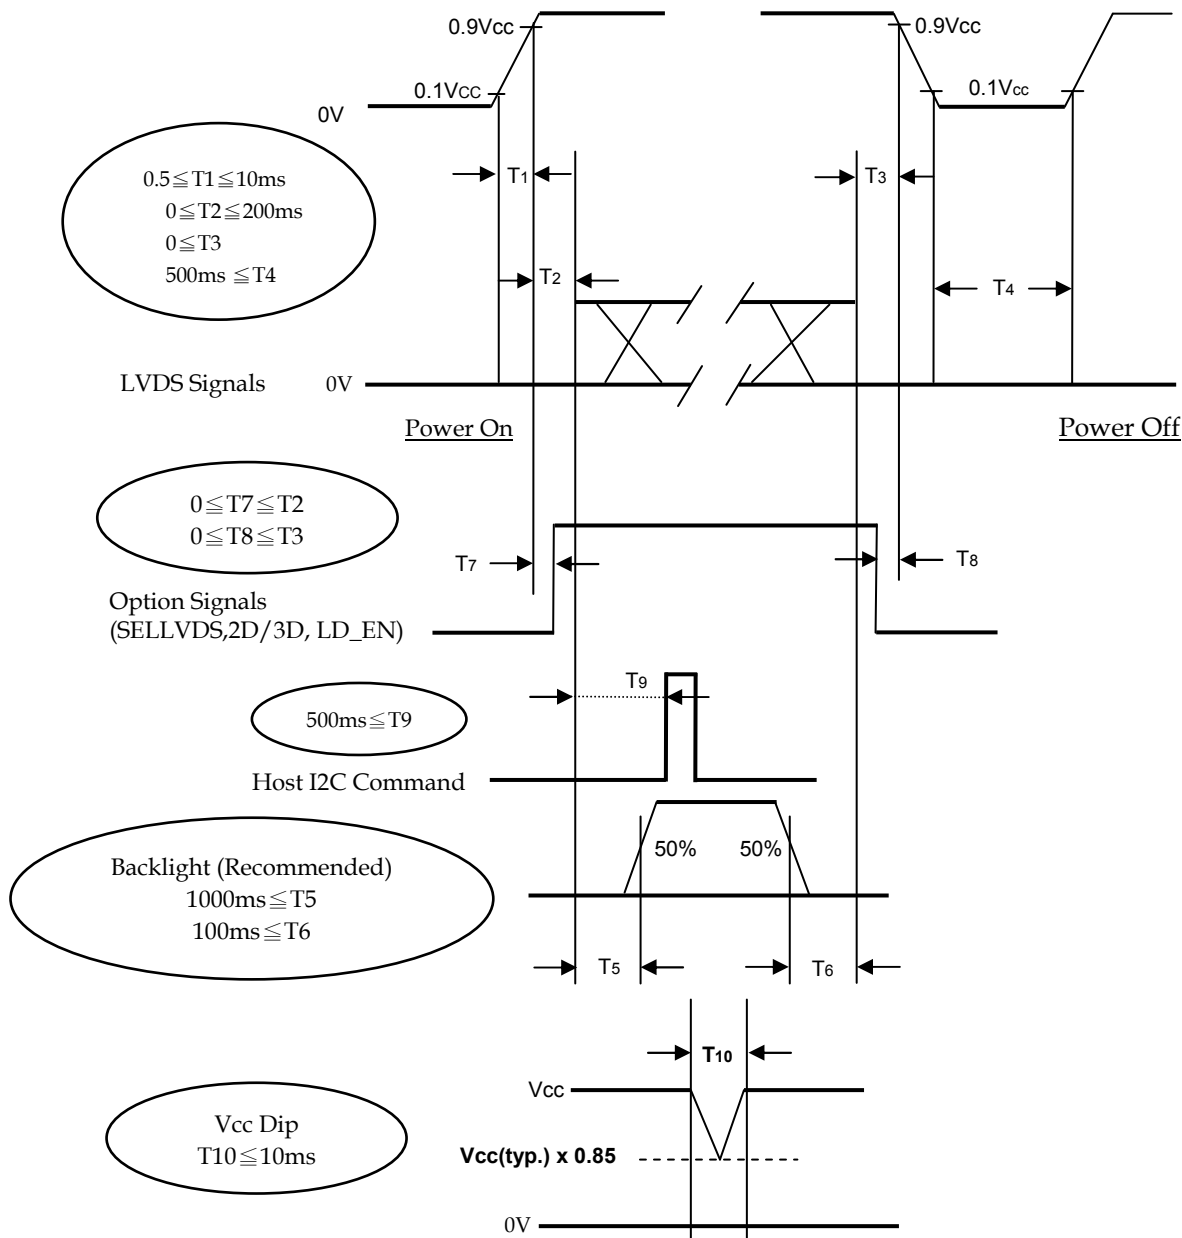 0.9Vcc
0.9Vcc
0.1Vcc
0.1Vcc
0V
0.5≦T1≦10ms
0≦T2≦200ms
0≦T3
500ms ≦T4
T1
T3
T2
T4
LVDS Signals
0V
Power On
Power Off
0≦T7≦T2
0≦T8≦T3
T7
T8
Option Signals
(SELLVDS,2D/3D, LD_EN)
T9
500ms≦T9
Host I2C Command
Backlight (Recommended)
1000ms≦T5
100ms≦T6
50%
50%
T5
T6
T10
Vcc
Vcc Dip
T10≦10ms
Vcc(typ.) x 0.85
0V